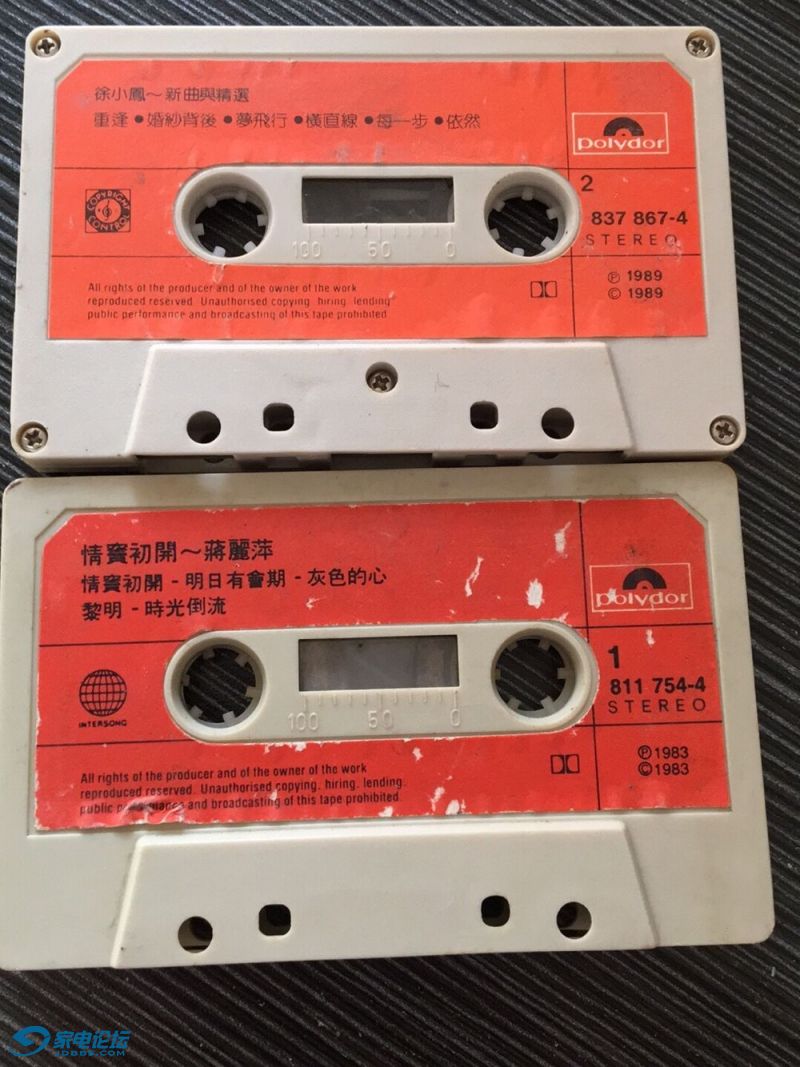 徐小鳳~新曲與精選
重逢●婚紗背後●夢飛行●橫直線●每一步●依然
polydor
COPYRIGHT CONTROL
2
837 867-4
STEREO
100 50 0
All rights of the producer and of the owner of the work
reproduced reserved. Unauthorised copying. hiring. lending
public performance and broadcasting of this tape prohibited
Ⓟ 1989
© 1989
情竇初開~蔣麗萍
情竇初開-明日有會期-灰色的心
黎明-時光倒流
polydor
INTERSONG
1
811 754-4
STEREO
100 50 0
All rights of the producer and of the owner of the work
reproduced reserved. Unauthorised copying. hiring. lending.
public performance and broadcasting of this tape prohibited.
Ⓟ1983
©1983
家电论坛
JDBBS.COM